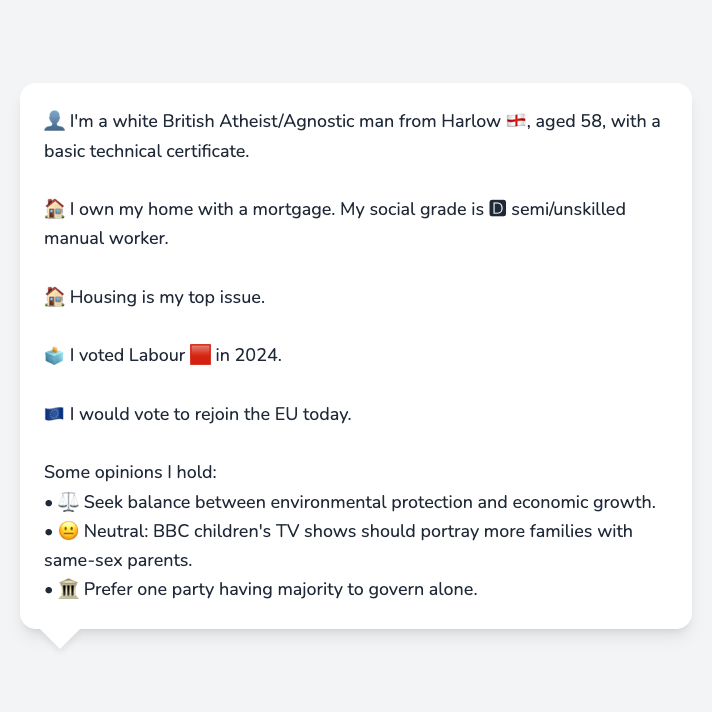 👤 I'm a white British Atheist/Agnostic man from Harlow 🏴󠁧󠁢󠁥󠁮󠁧󠁿, aged 58, with a
basic technical certificate.
🏠 I own my home with a mortgage. My social grade is D semi/unskilled
manual worker.
🏠 Housing is my top issue.
🗳️ I voted Labour 🟥 in 2024.
🇪🇺 I would vote to rejoin the EU today.
Some opinions I hold:
• ⚖️ Seek balance between environmental protection and economic growth.
• 😐 Neutral: BBC children's TV shows should portray more families with
same-sex parents.
• 🏛️ Prefer one party having majority to govern alone.